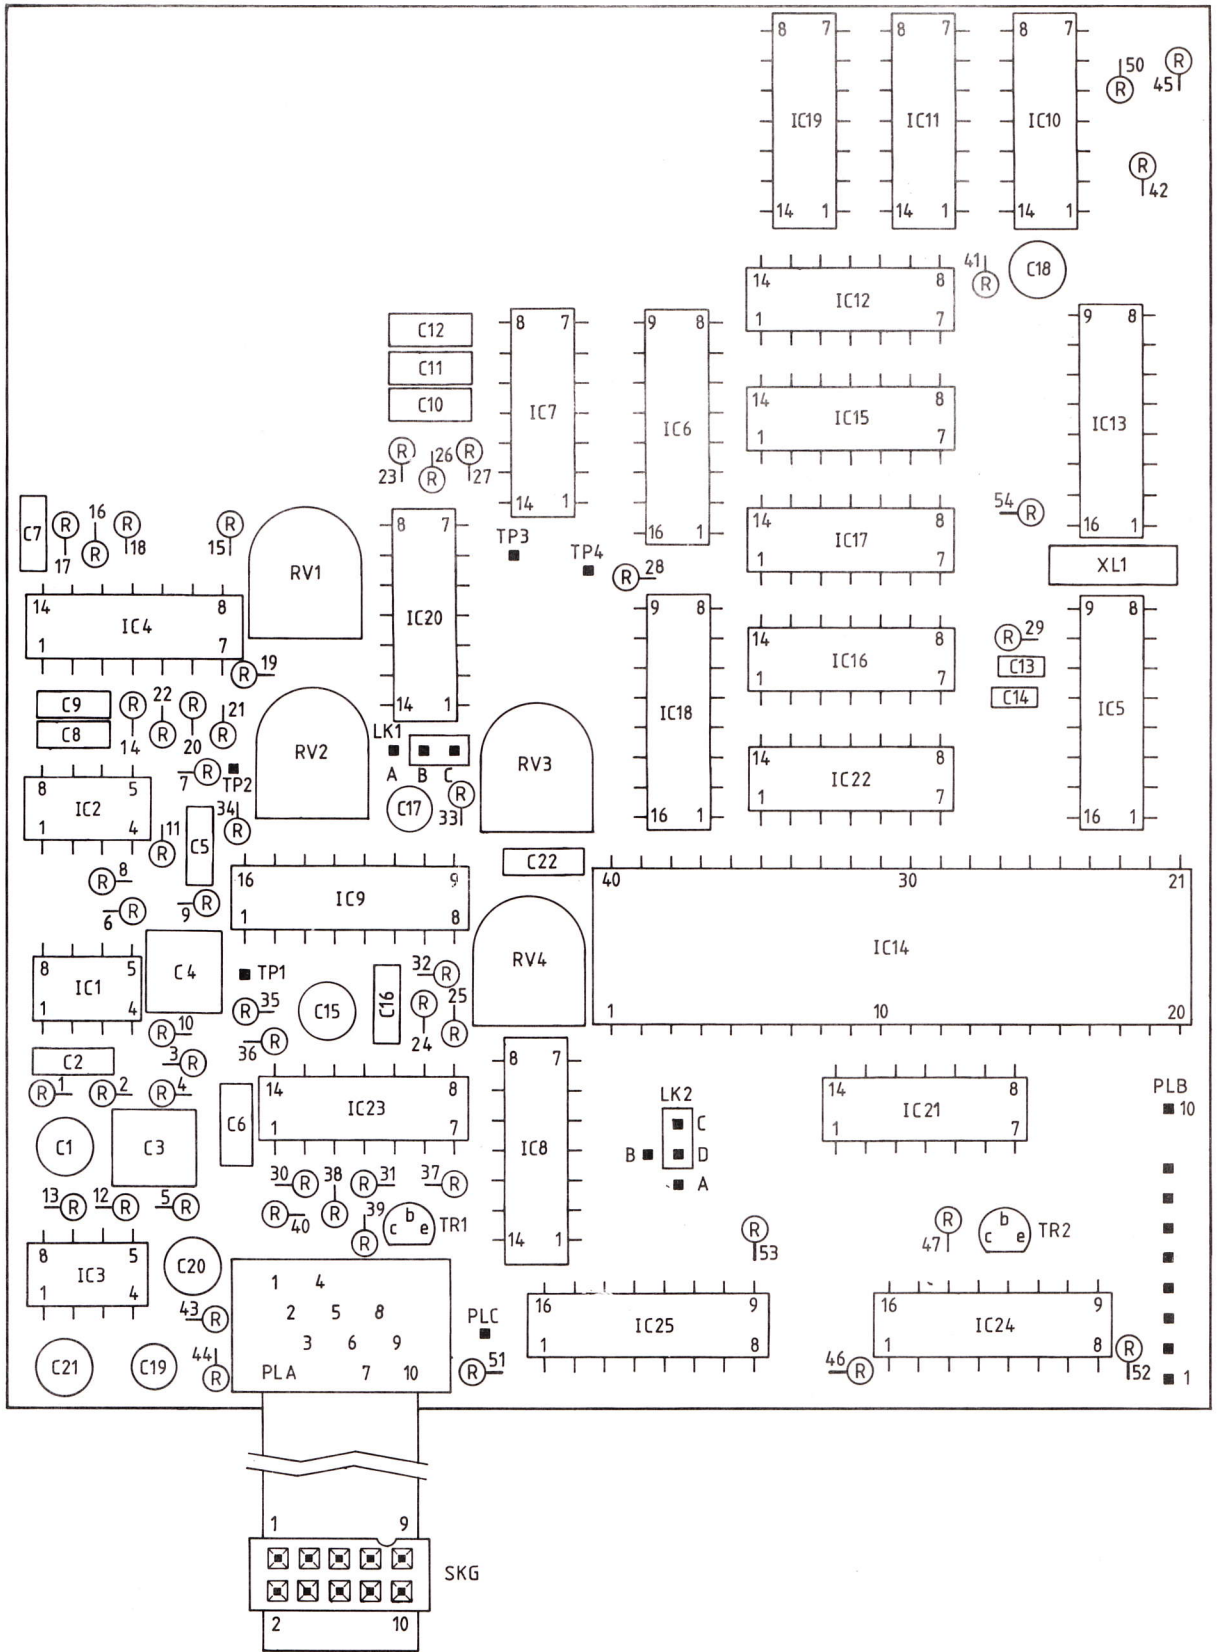 8 7 8 7 8 7
50 R
R 45
IC19 IC11 IC10
R 42
14 1 14 1 14 1
41 R C18
14 8
IC12
1 7
C12
C11
C10
8 7
IC7
14 1
9 8
IC6
16 1
14 8
IC15
1 7
9 8
IC13
16 1
R 23 26 R R 27
C7 R 17 16 R R 18 R 15
RV1
8 7
IC20
14 1
TP3 TP4
R 28
14 8
IC17
1 7
54 R
XL1
14 8
IC4
1 7
R 19
9 8
IC18
16 1
14 8
IC16
1 7
R 29
C13
C14
9 8
IC5
16 1
C9
C8
R 14 22 R R 20 21 R
7 R TP2
RV2
LK1
A B C
C17
R 33
RV3
14 8
IC22
1 7
8 5
IC2
1 4
11 R
C5
34 R
C22
R 8
6 R
9 R
16 9
IC9
1 8
RV4
40 30 21
IC14
1 10 20
8 5
IC1
1 4
C4
TP1
R 35
36 R
C15
C16
32 R
R 24
25 R
R 10
3 R
C2
R 1 R 2 R 4
C1
C3
C6
14 8
IC23
1 7
8 7
IC8
14 1
LK2
C
B D
A
14 8
IC21
1 7
PLB
10
30 R 38 R R 31 37 R
13 R 12 R 5 R
R 40
39 R
c b e TR1
R 53
R 47
c b e TR2
8 5
IC3
1 4
C20
43 R
44 R
C21 C19
1 4
2 5 8
3 6 9
PLA 7 10
PLC
R 51
16 9
IC25
1 8
46 R
16 9
IC24
1 8
R 52
1
1 9
SKG
2 10